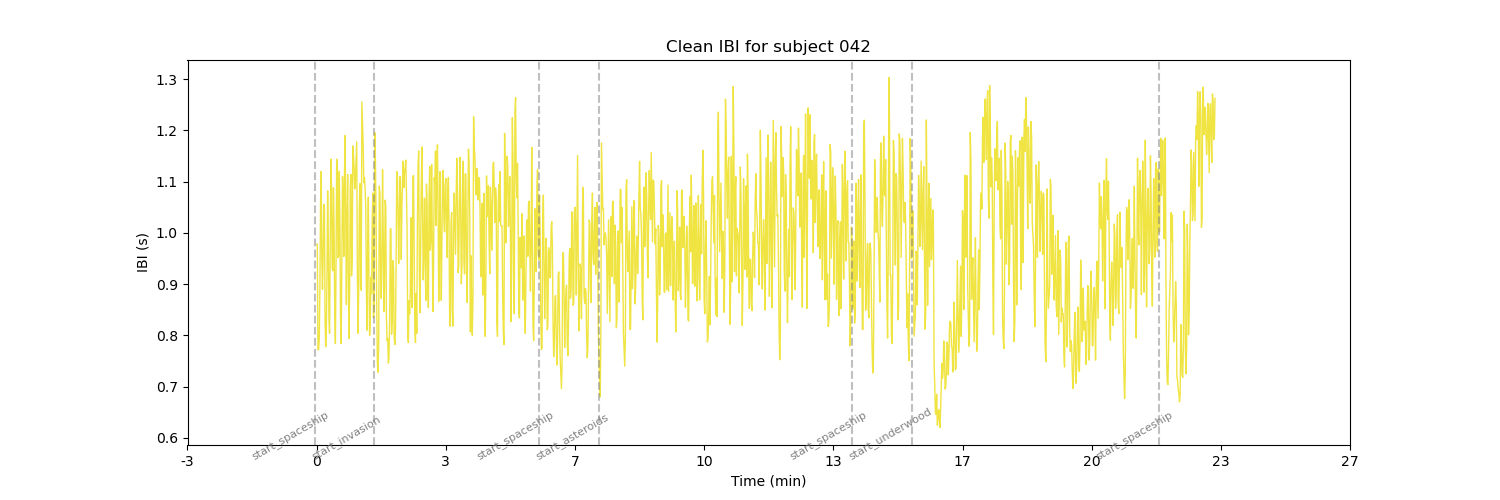 Clean IBI for subject 042
IBI (s)
1.3
1.2
1.1
1.0
0.9
0.8
0.7
0.6
start_spaceship
start_invasion
start_spaceship
start_asteroids
start_spaceship
start_underwood
start_spaceship
-3 0 3 7 10 13 17 20 23 27
Time (min)